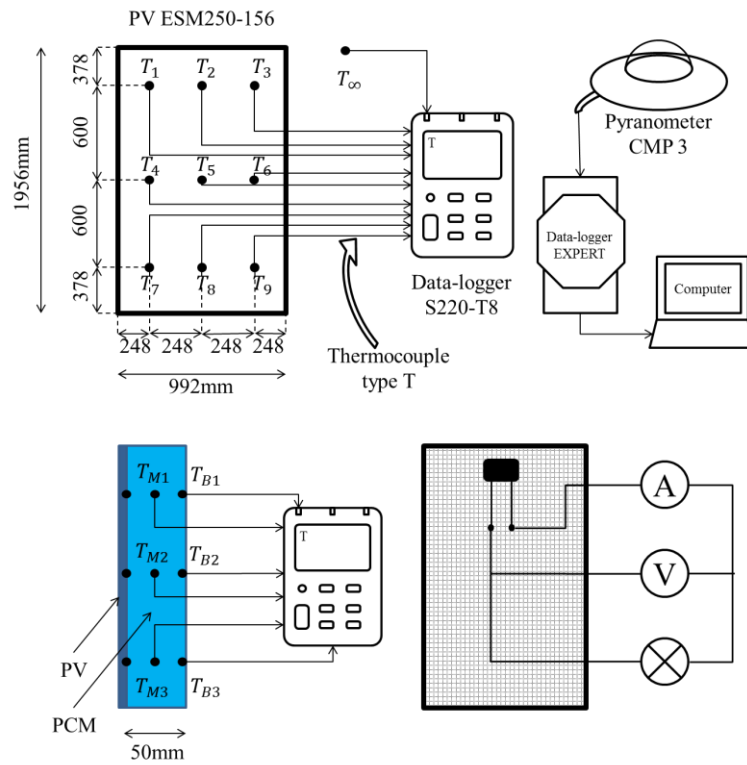 PV ESM250-156
378
600
600
378
1956mm
T1
T2
T3
T4
T5
T6
T7
T8
T9
248
248
248
248
992mm
T∞
T
Data-logger
S220-T8
Thermocouple
type T
Pyranometer
CMP 3
Data-logger
EXPERT
Computer
TM1
TB1
TM2
TB2
TM3
TB3
T
PV
PCM
50mm
A
V